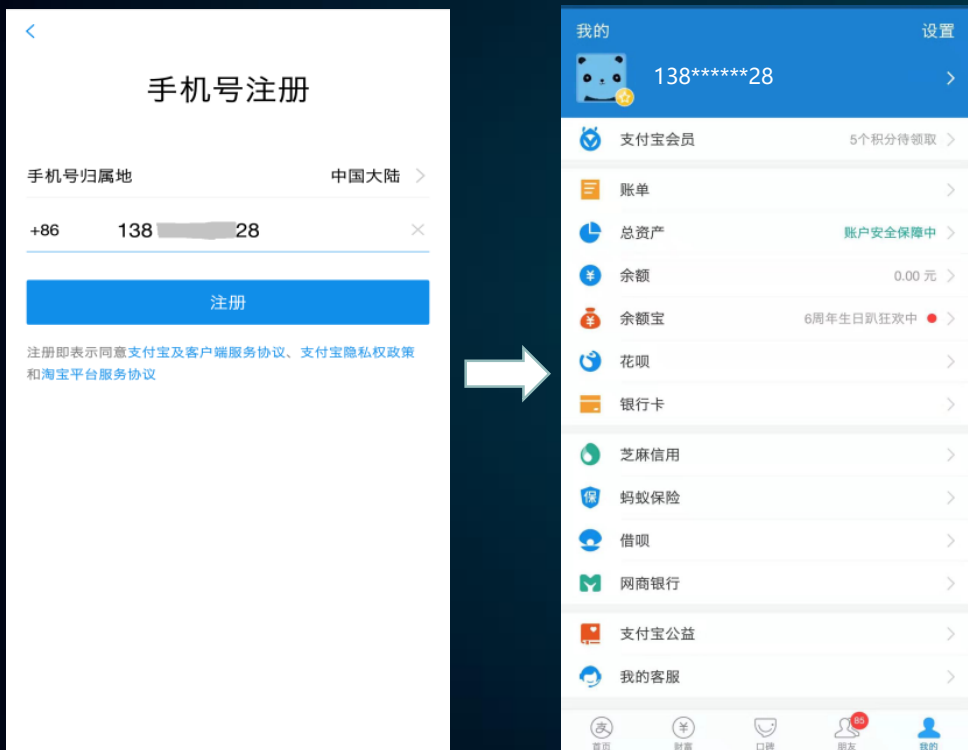 手机号注册
手机号归属地 中国大陆
+86 138 28
注册
注册即表示同意支付宝及客户端服务协议、支付宝隐私权政策
和淘宝平台服务协议
我的 设置
138******28
支付宝会员 5个积分待领取
账单
总资产 账户安全保障中
余额 0.00 元
余额宝 6周年生日趴狂欢中
花呗
银行卡
芝麻信用
保 蚂蚁保险
借呗
网商银行
支付宝公益
我的客服
支 ¥ 85
首页 财富 口碑 朋友 我的